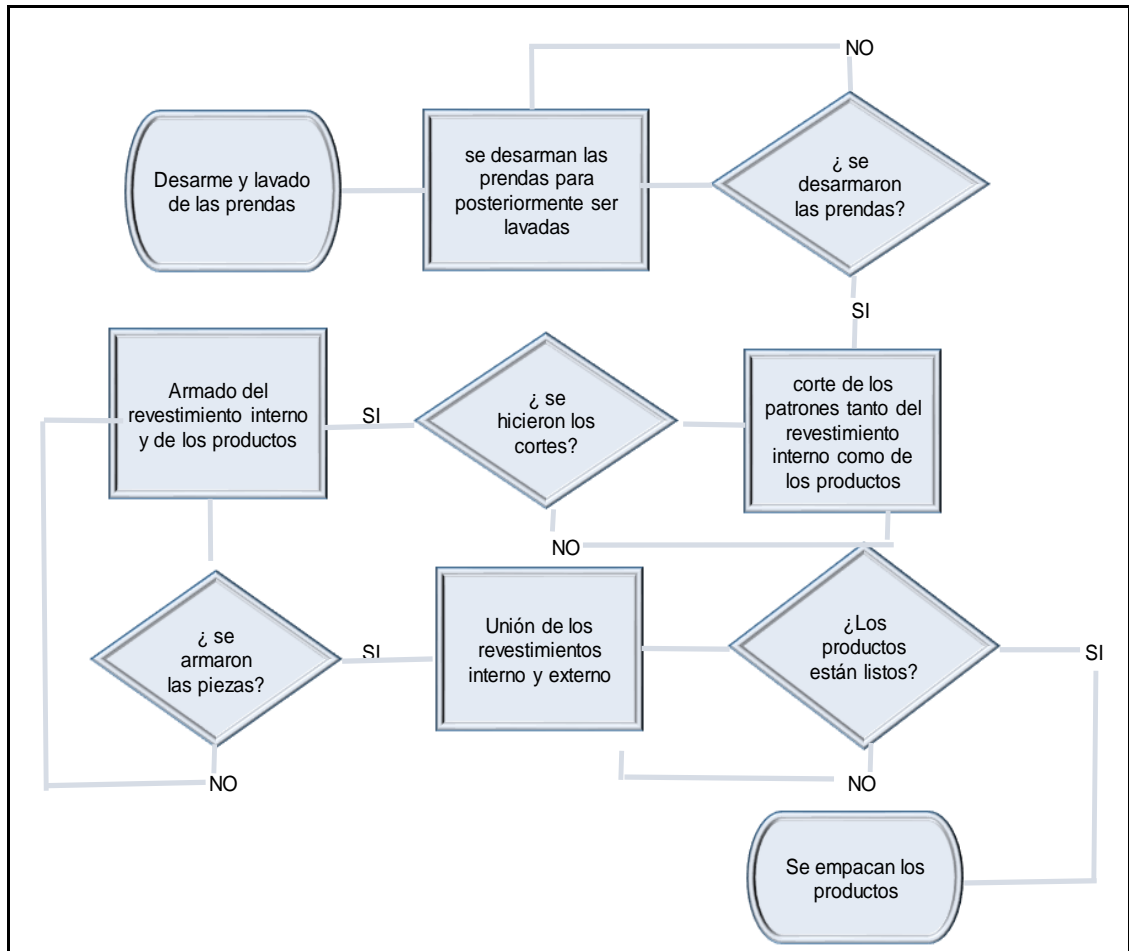 Desarme y lavado
de las prendas
se desarman las
prendas para
posteriormente ser
lavadas
NO
¿ se
desarmaron
las prendas?
SI
corte de los
patrones tanto del
revestimiento
interno como de
los productos
¿ se
hicieron los
cortes?
NO
SI
Armado del
revestimiento interno
y de los productos
¿ se
armaron
las piezas?
NO
SI
Unión de los
revestimientos
interno y externo
¿Los
productos
están listos?
NO
SI
Se empacan los
productos